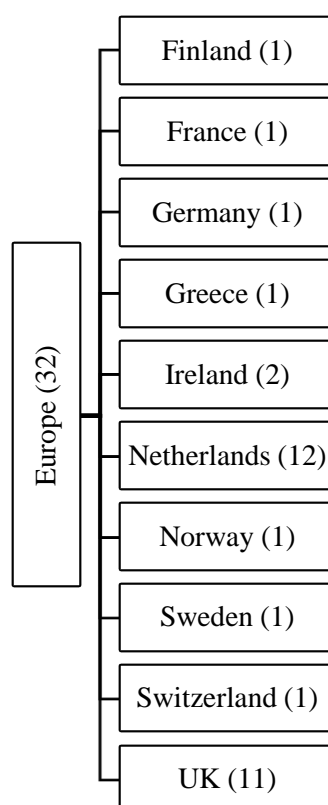 Europe (32)
Finland (1)
France (1)
Germany (1)
Greece (1)
Ireland (2)
Netherlands (12)
Norway (1)
Sweden (1)
Switzerland (1)
UK (11)